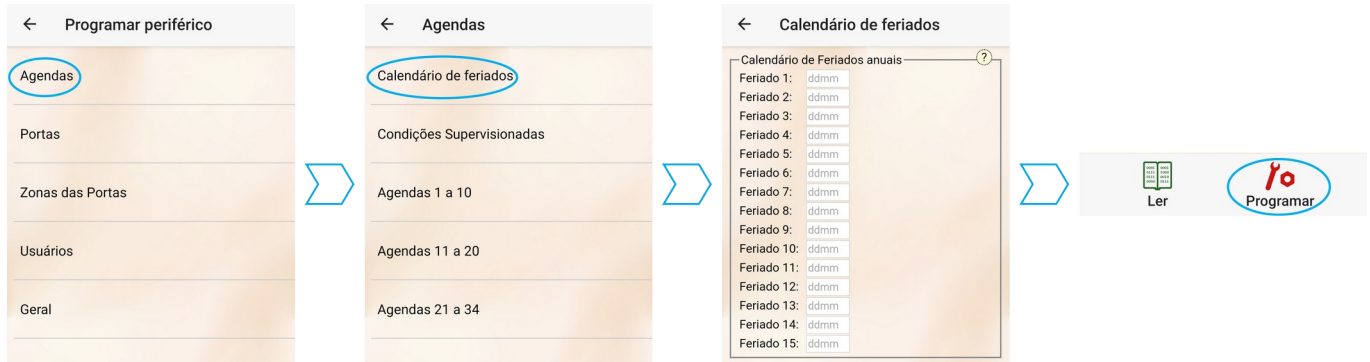 ← Programar periférico
Agendas
Portas
Zonas das Portas
Usuários
Geral
← Agendas
Calendário de feriados
Condições Supervisionadas
Agendas 1 a 10
Agendas 11 a 20
Agendas 21 a 34
← Calendário de feriados
Calendário de Feriados anuais ?
Feriado 1: ddmm
Feriado 2: ddmm
Feriado 3: ddmm
Feriado 4: ddmm
Feriado 5: ddmm
Feriado 6: ddmm
Feriado 7: ddmm
Feriado 8: ddmm
Feriado 9: ddmm
Feriado 10: ddmm
Feriado 11: ddmm
Feriado 12: ddmm
Feriado 13: ddmm
Feriado 14: ddmm
Feriado 15: ddmm
Ler
Programar